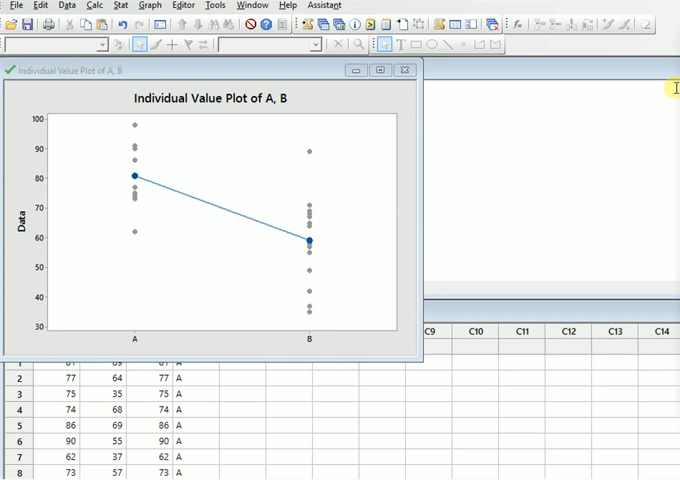 File Edit Data Calc Stat Graph Editor Tools Window Help Assistant
Individual Value Plot of A, B
Individual Value Plot of A, B
100
90
80
70
60
50
40
30
Data
A B
C9 C10 C11 C12 C13 C14
2 77 64 77 A
3 75 35 75 A
4 74 68 74 A
5 86 69 86 A
6 90 55 90 A
7 62 37 62 A
8 73 57 73 A